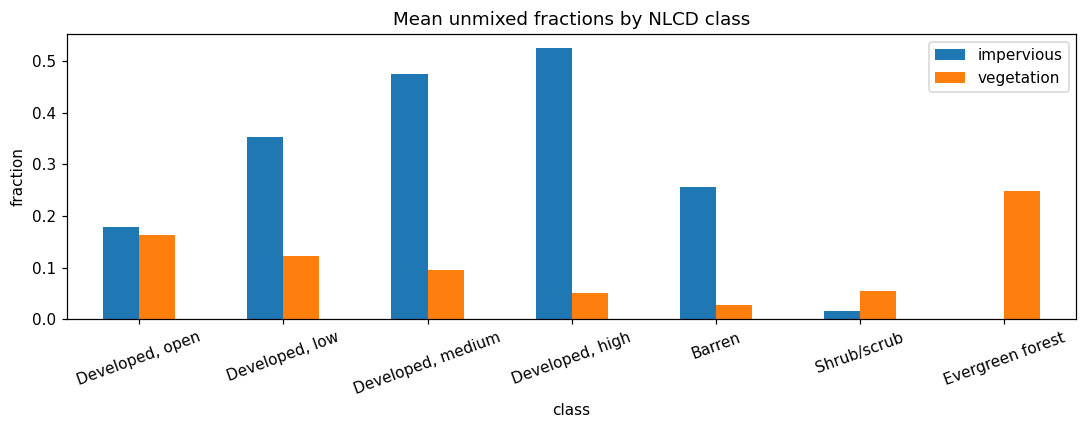 Mean unmixed fractions by NLCD class
impervious
vegetation
fraction
0.5
0.4
0.3
0.2
0.1
0.0
Developed, open
Developed, low
Developed, medium
Developed, high
Barren
Shrub/scrub
Evergreen forest
class